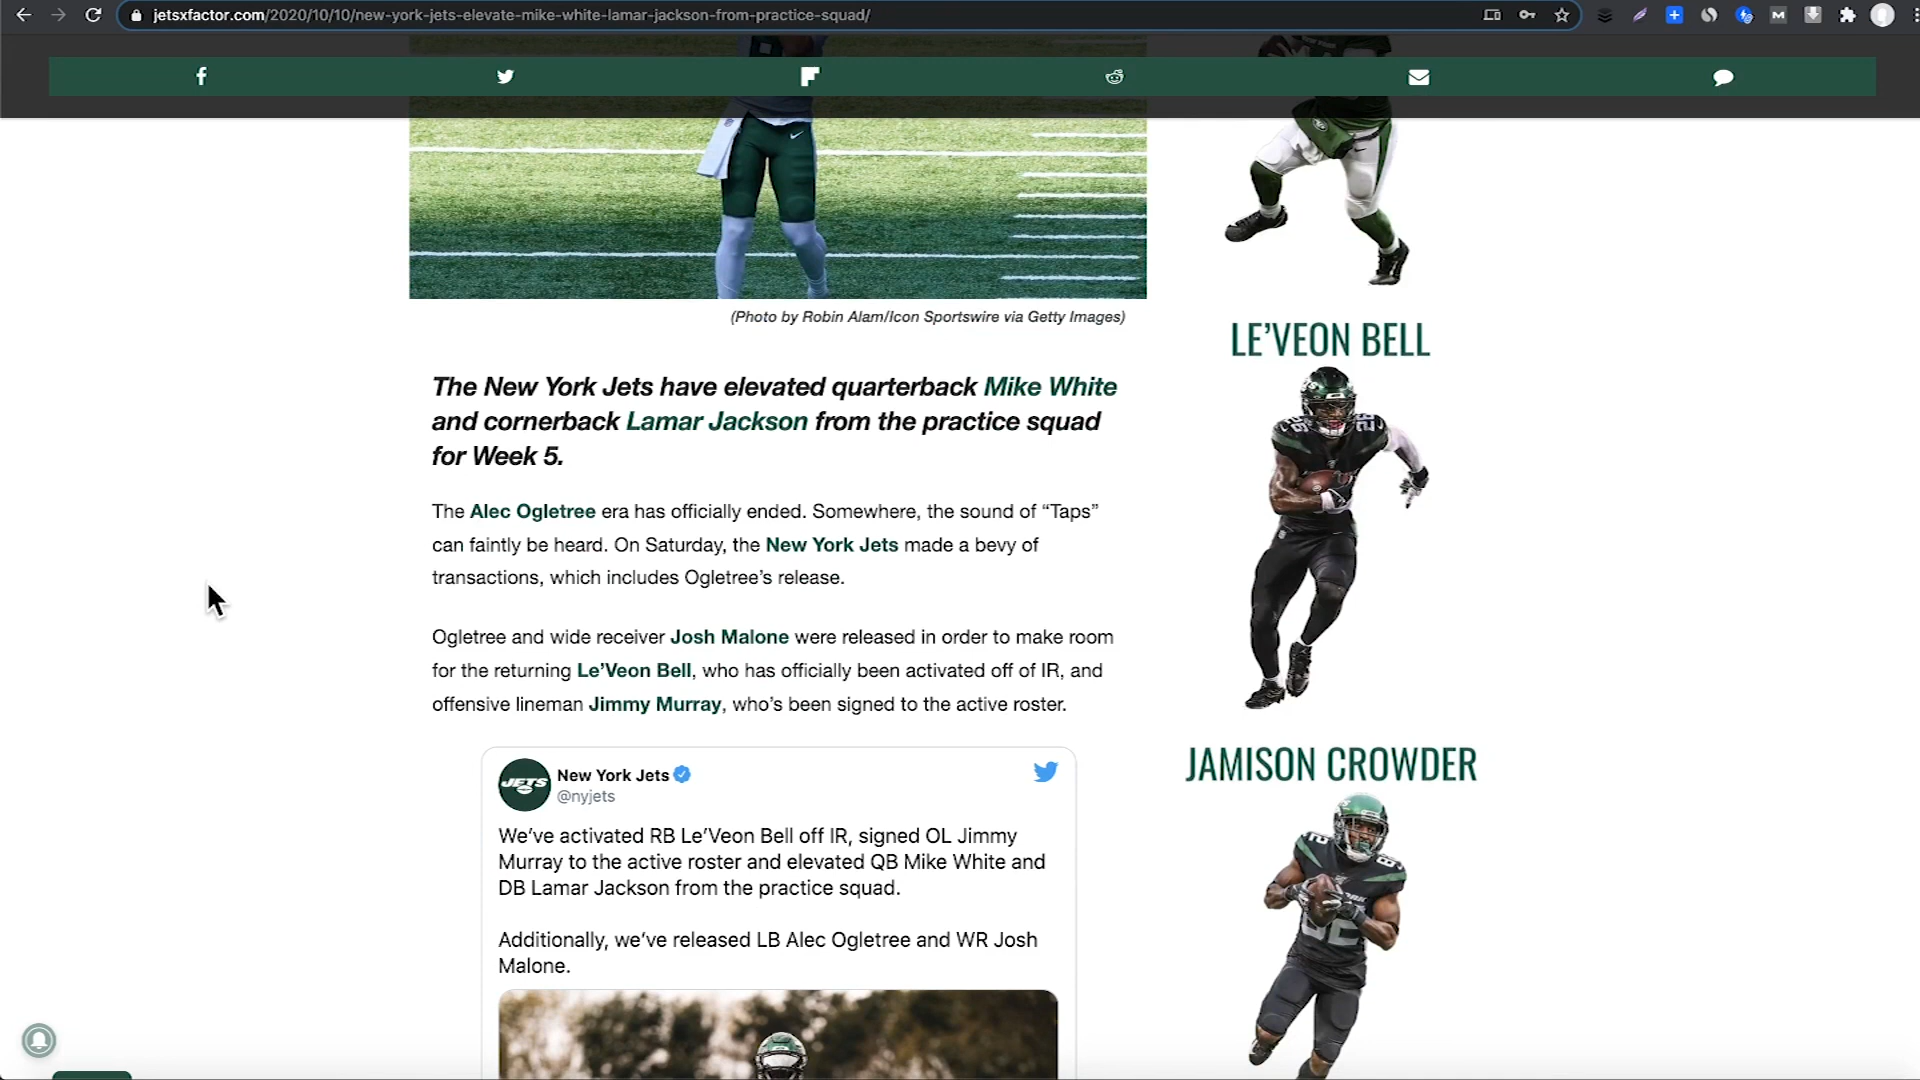 jetsxfactor.com/2020/10/10/new-york-jets-elevate-mike-white-lamar-jackson-from-practice-squad/
(Photo by Robin Alam/Icon Sportswire via Getty Images)
The New York Jets have elevated quarterback Mike White
and cornerback Lamar Jackson from the practice squad
for Week 5.
The Alec Ogletree era has officially ended. Somewhere, the sound of “Taps”
can faintly be heard. On Saturday, the New York Jets made a bevy of
transactions, which includes Ogletree’s release.
Ogletree and wide receiver Josh Malone were released in order to make room
for the returning Le’Veon Bell, who has officially been activated off of IR, and
offensive lineman Jimmy Murray, who’s been signed to the active roster.
JETS
New York Jets
@nyjets
We’ve activated RB Le’Veon Bell off IR, signed OL Jimmy
Murray to the active roster and elevated QB Mike White and
DB Lamar Jackson from the practice squad.
Additionally, we’ve released LB Alec Ogletree and WR Josh
Malone.
LE’VEON BELL
26
JAMISON CROWDER
82